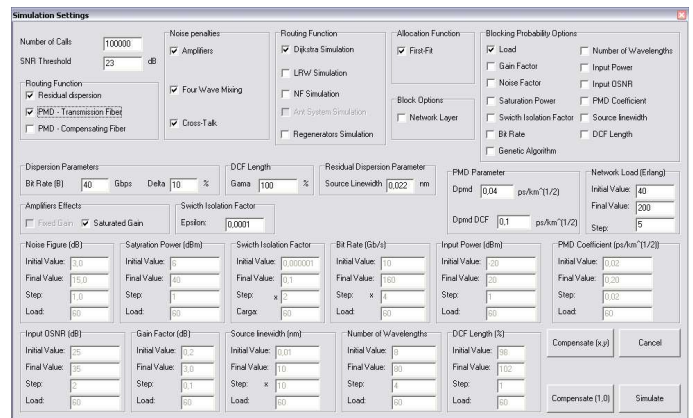 Simulation Settings
Number of Calls 100000
SNR Threshold 23 dB
Routing Function
Residual dispersion
PMD - Transmission Fiber
PMD - Compensating Fiber
Noise penalties
Amplifiers
Four Wave Mixing
Cross-Talk
Routing Function
Dijkstra Simulation
LRW Simulation
NF Simulation
Ant System Simulation
Regenerators Simulation
Allocation Function
First-Fit
Block Options
Network Layer
Blocking Probability Options
Load
Gain Factor
Noise Factor
Saturation Power
Swicth Isolation Factor
Bit Rate
Genetic Algorithm
Number of Wavelengths
Input Power
Input OSNR
PMD Coefficient
Source linewidth
DCF Length
Dispersion Parameters
Bit Rate (B) 40 Gbps Delta 10 %
DCF Length
Gama 100 %
Residual Dispersion Parameter
Source Linewidth 0,022 nm
PMD Parameter
Dpmd 0,04 ps/km^(1/2)
Dpmd DCF 0,1 ps/km^(1/2)
Network Load (Erlang)
Initial Value: 40
Final Value: 200
Step: 5
Amplifiers Effects
Fixed Gain Saturated Gain
Swicth Isolation Factor
Epsilon: 0,0001
Noise Figure (dB)
Initial Value: 3,0
Final Value: 15,0
Step: 1,0
Load: 60
Saturation Power (dBm)
Initial Value: 6
Final Value: 40
Step: 1
Load: 60
Swicth Isolation Factor
Initial Value: 0,000001
Final Value: 0,1
Step: x 2
Carga: 60
Bit Rate (Gb/s)
Initial Value: 10
Final Value: 160
Step: x 4
Load: 60
Input Power (dBm)
Initial Value: -20
Final Value: 20
Step: 1
Load: 60
PMD Coefficient (ps/km^(1/2))
Initial Value: 0,02
Final Value: 0,20
Step: 0,02
Load: 60
Input OSNR (dB)
Initial Value: 25
Final Value: 35
Step: 2
Load: 60
Gain Factor (dB)
Initial Value: 0,2
Final Value: 3,0
Step: 0,1
Load: 60
Source linewidth (nm)
Initial Value: 0,01
Final Value: 10
Step: x 10
Load: 60
Number of Wavelengths
Initial Value: 8
Final Value: 80
Step: 4
Load: 60
DCF Length (%)
Initial Value: 98
Final Value: 102
Step: 1
Load: 60
Compensate (x,y)
Cancel
Compensate (1,0)
Simulate